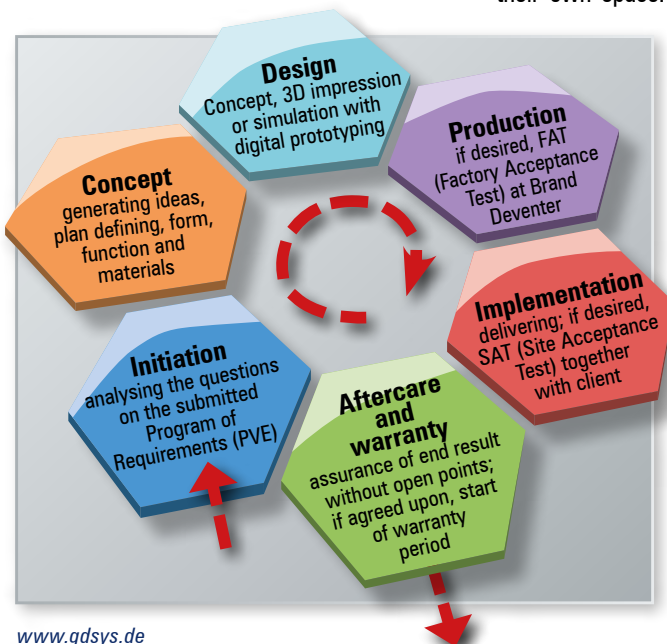 their own space.
Design
Concept, 3D impression
or simulation with
digital prototyping
Production
if desired, FAT
(Factory Acceptance
Test) at Brand
Deventer
Concept
generating ideas,
plan defining, form,
function and
materials
Implementation
delivering; if desired,
SAT (Site Acceptance
Test) together
with client
Initiation
analysing the questions
on the submitted
Program of
Requirements (PVE)
Aftercare
and
warranty
assurance of end result
without open points;
if agreed upon, start
of warranty
period
www.gdsys.de